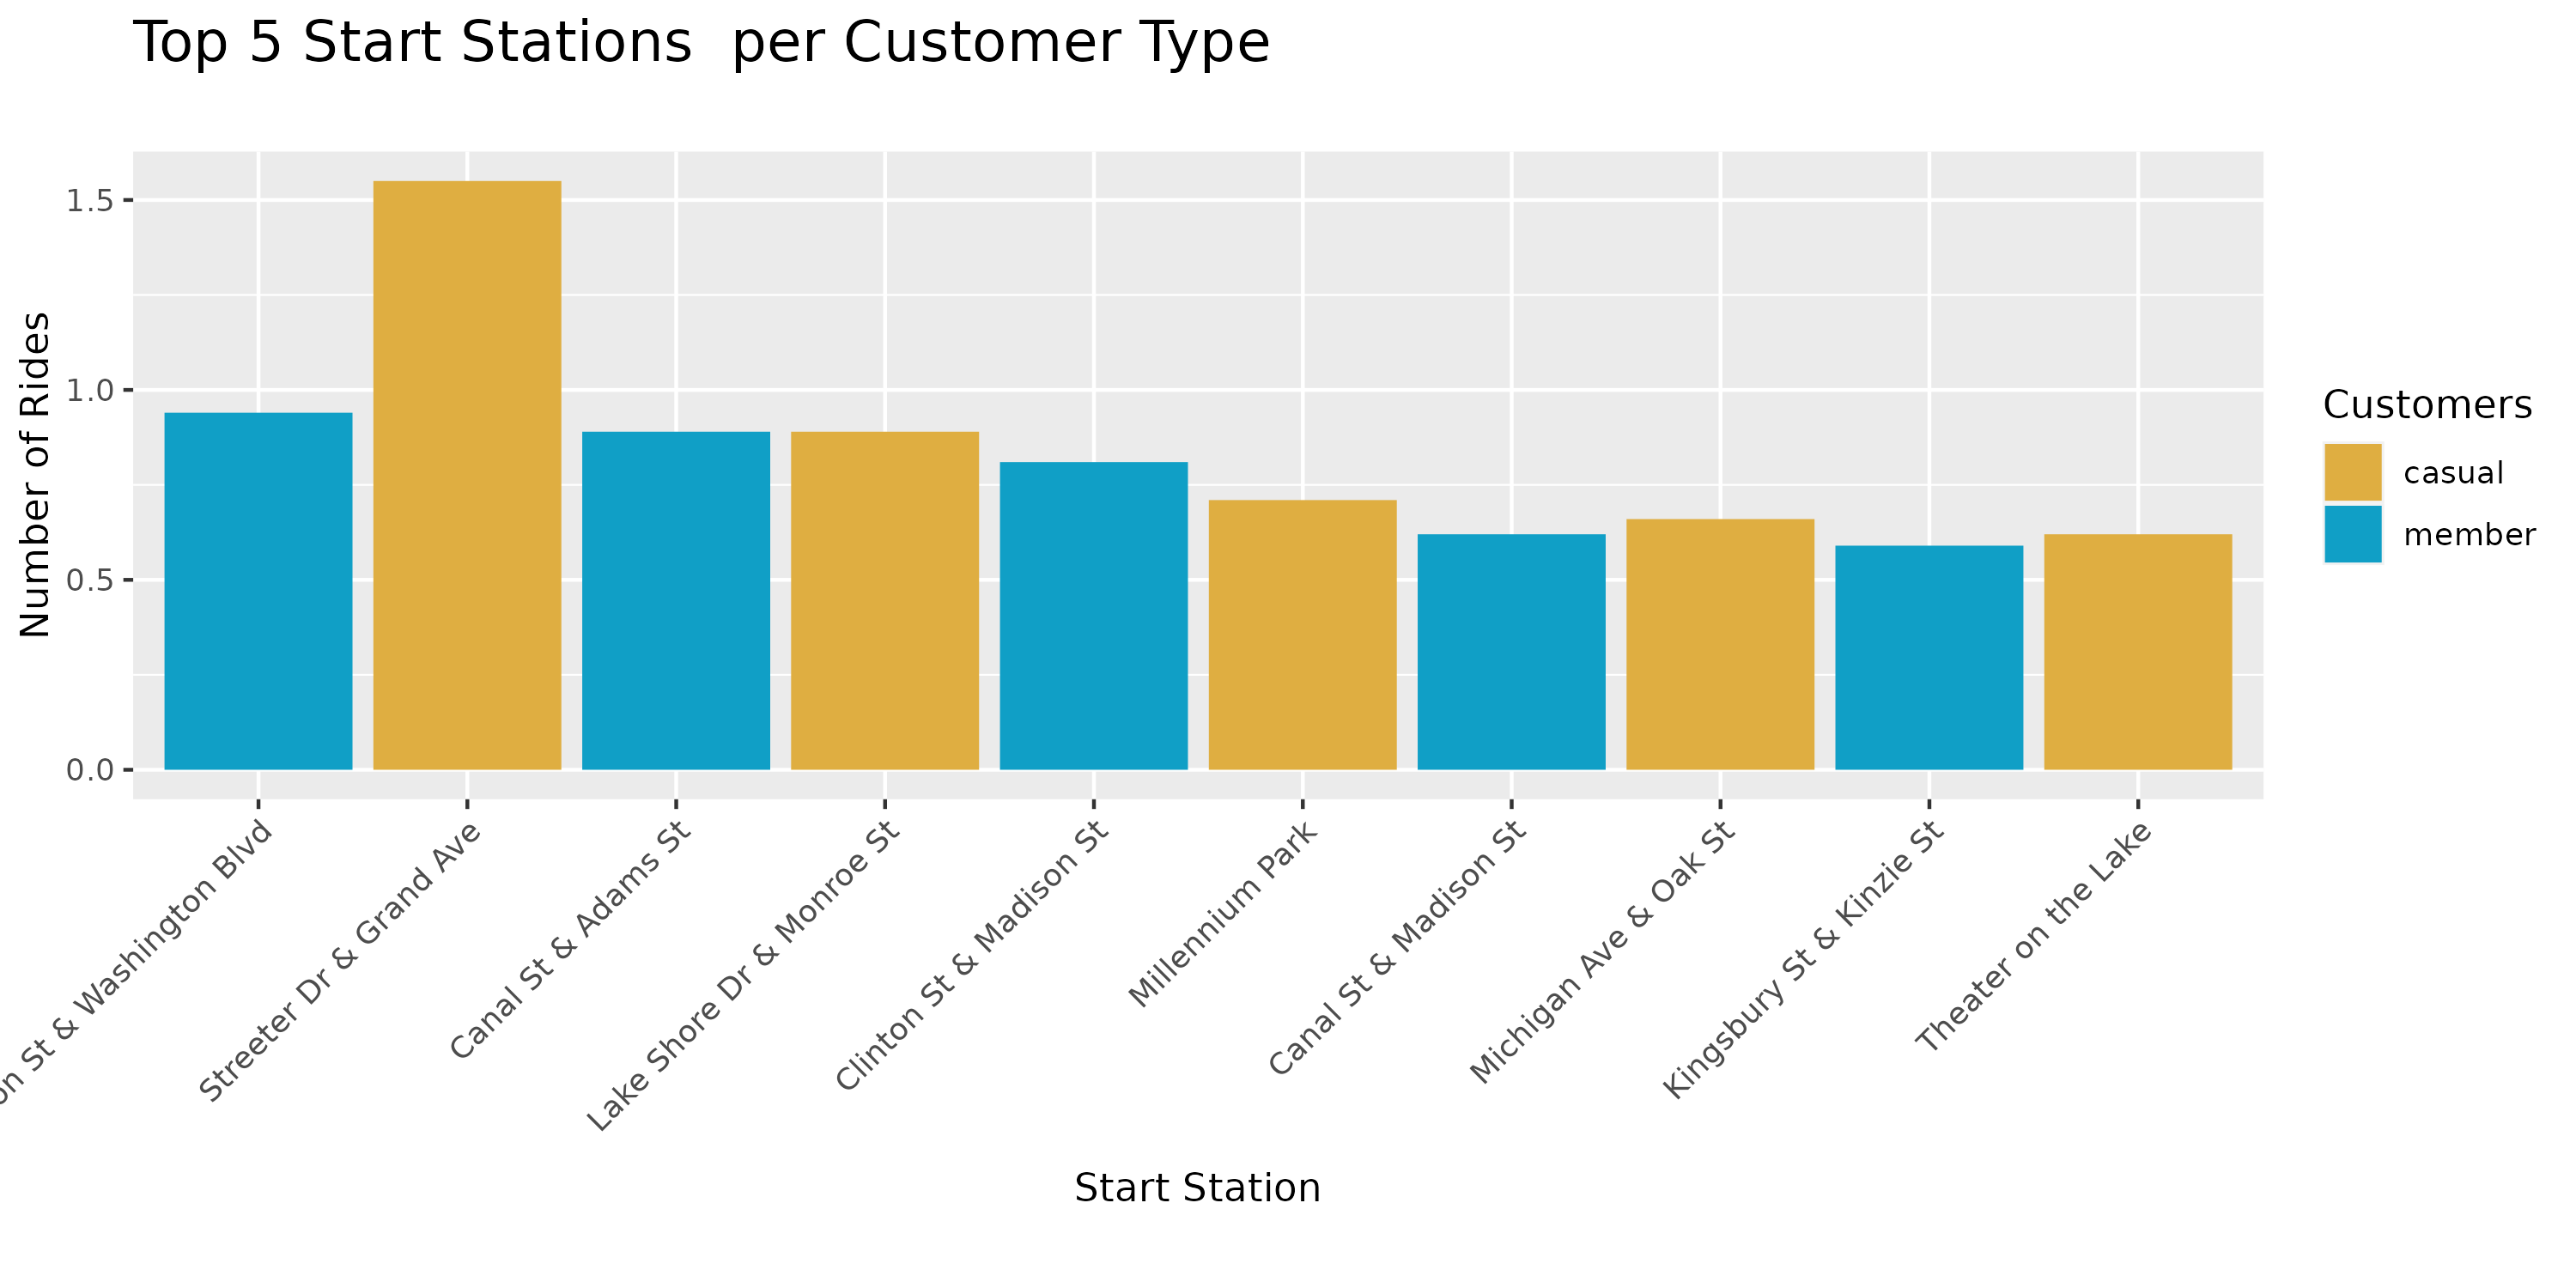 Top 5 Start Stations  per Customer Type
Number of Rides
1.5
1.0
0.5
0.0
St & Washington Blvd
Streeter Dr & Grand Ave
Canal St & Adams St
Lake Shore Dr & Monroe St
Clinton St & Madison St
Millennium Park
Canal St & Madison St
Michigan Ave & Oak St
Kingsbury St & Kinzie St
Theater on the Lake
Start Station
Customers
casual
member